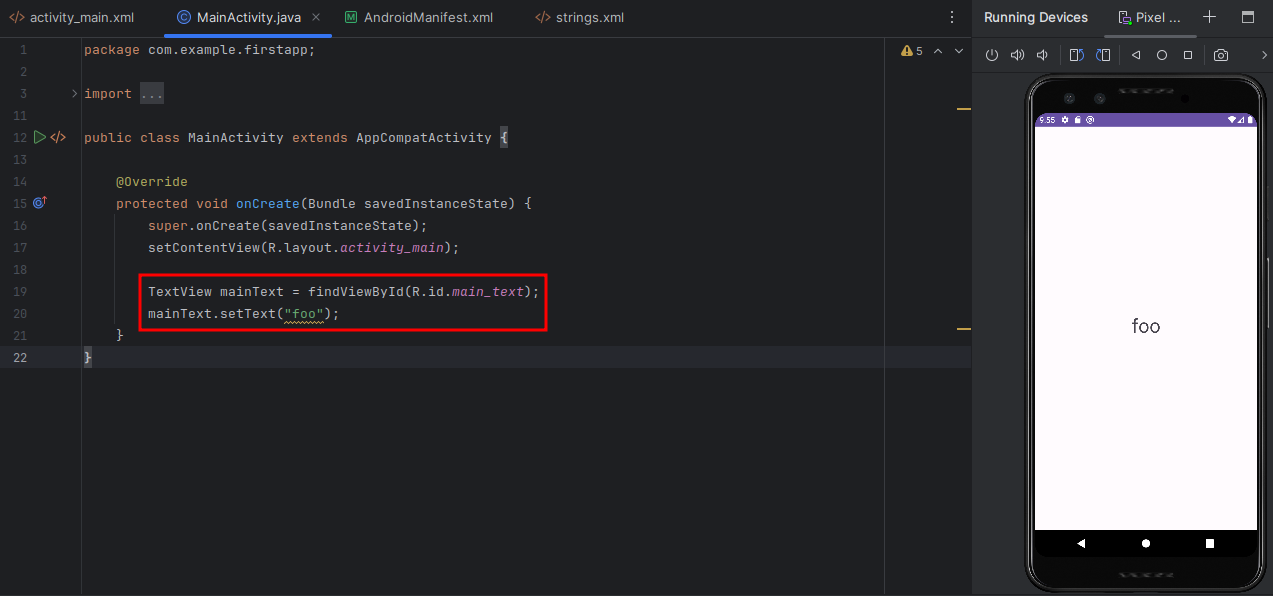 activity_main.xml MainActivity.java AndroidManifest.xml strings.xml Running Devices Pixel ...
5
1 package com.example.firstapp;
2
3 import ...
11
12 public class MainActivity extends AppCompatActivity {
13
14 @Override
15 protected void onCreate(Bundle savedInstanceState) {
16 super.onCreate(savedInstanceState);
17 setContentView(R.layout.activity_main);
18
19 TextView mainText = findViewById(R.id.main_text);
20 mainText.setText("foo");
21 }
22 }
9:55
foo